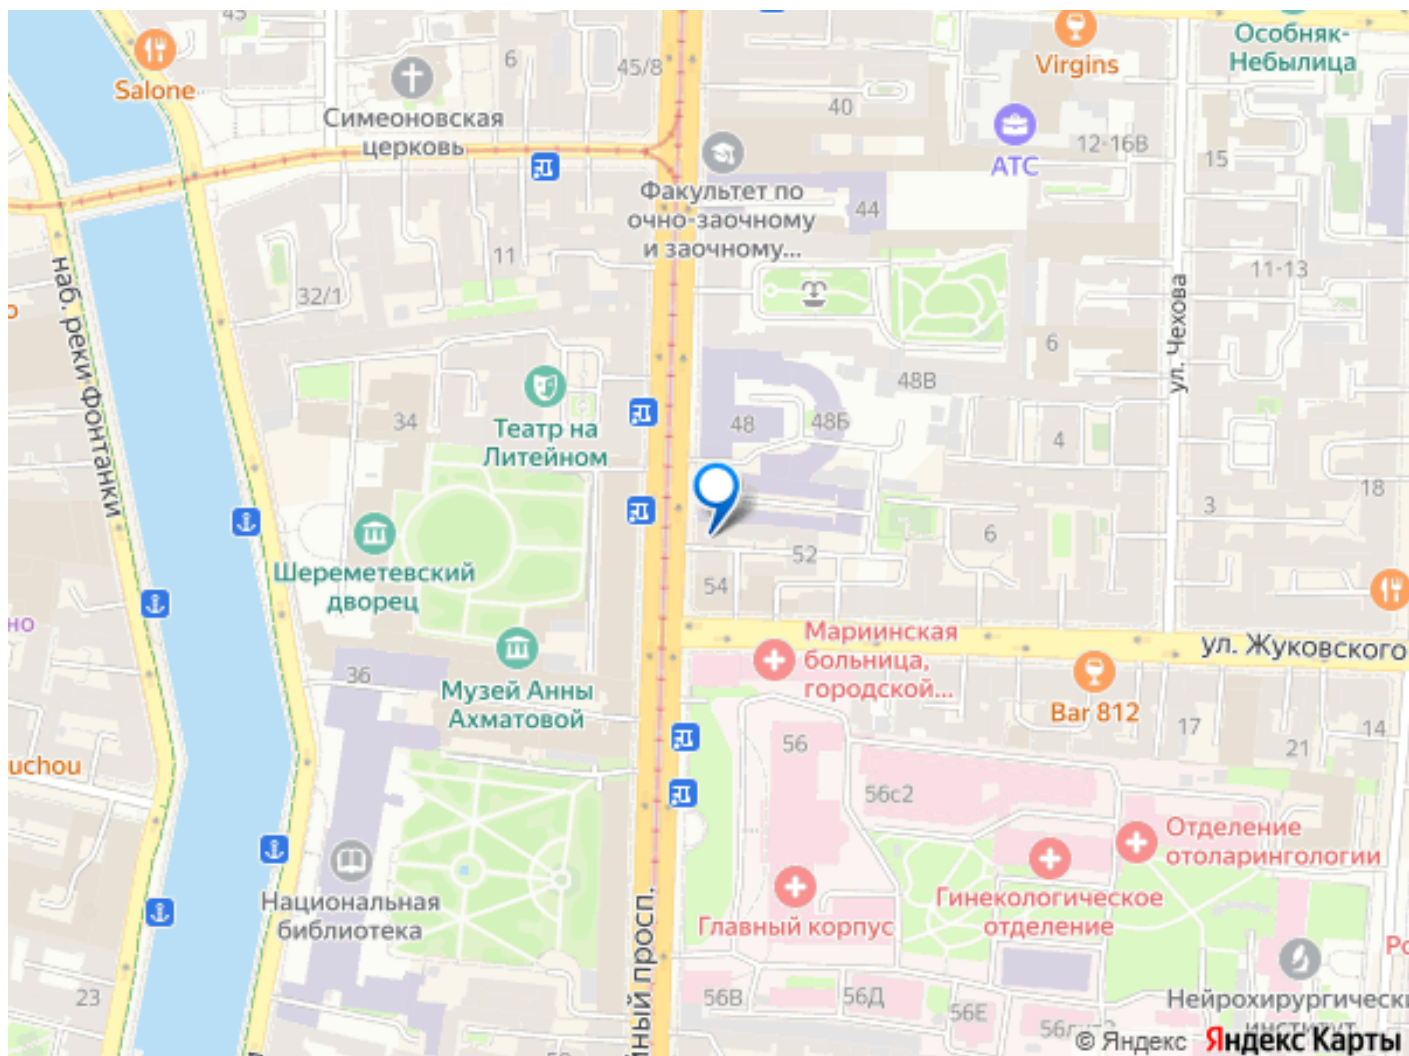 Salone
45
6
45/8
Симеоновская
церковь
Virgins
Особняк-
Небылица
40
АТС
12-16В
15
Факультет по
очно-заочному
и заочному...
44
11
32/1
11-13
наб. реки Фонтанки
ул. Чехова
6
48В
34
Театр на
Литейном
48
48Б
4
18
3
6
52
54
Шереметевский
дворец
но
Мариинская
больница,
городской...
ул. Жуковского
36
Музей Анны
Ахматовой
Bar 812
17
14
21
uchou
56
56с2
Отделение
отоларингологии
Гинекологическое
отделение
Главный корпус
Национальная
библиотека
ный просп.
23
56В
56Д
56Е
Нейрохирургически
институт
© Яндекс Яндекс Карты